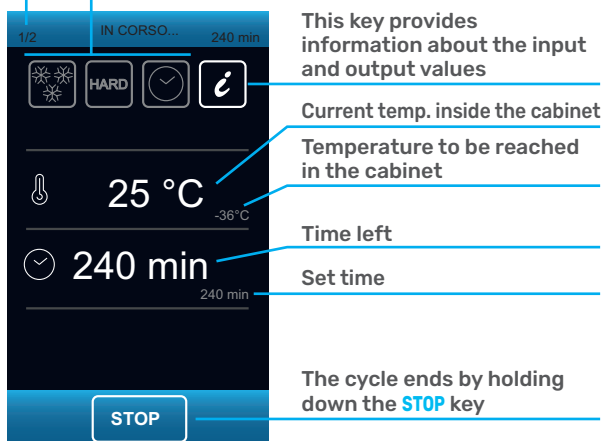 1/2 IN CORSO... 240 min
HARD
i
25 °C
-36°C
240 min
240 min
STOP
This key provides
information about the input
and output values
Current temp. inside the cabinet
Temperature to be reached
in the cabinet
Time left
Set time
The cycle ends by holding
down the STOP key